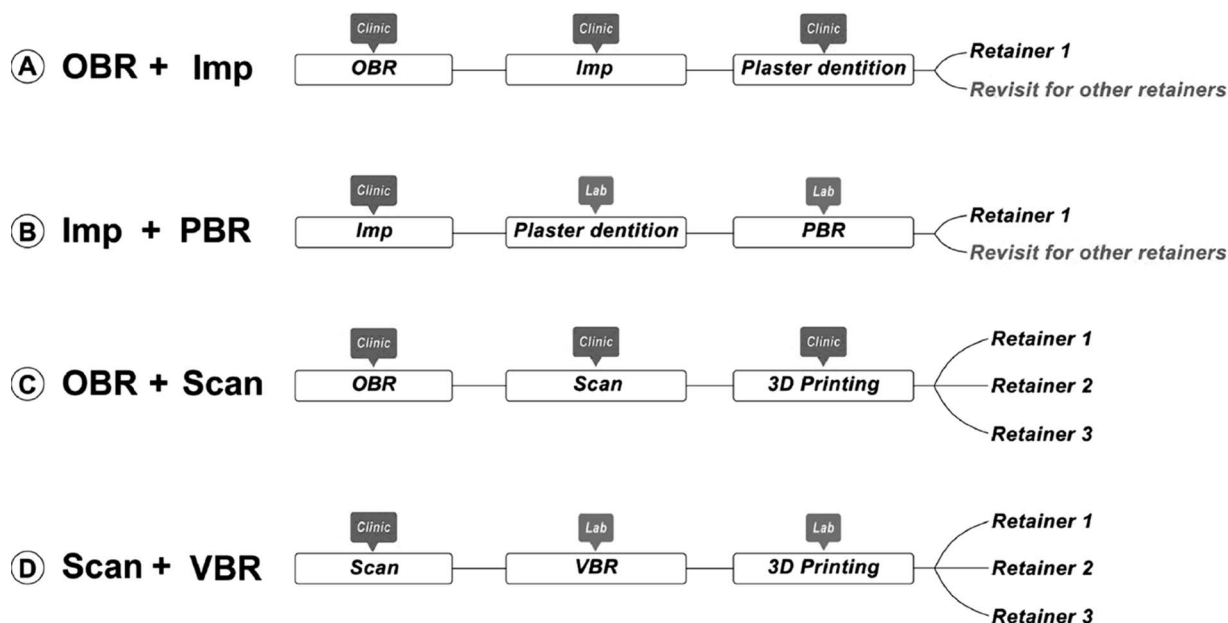 Clinic Clinic Clinic
A OBR + Imp OBR Imp Plaster dentition Retainer 1
Revisit for other retainers
Clinic Lab Lab
B Imp + PBR Imp Plaster dentition PBR Retainer 1
Revisit for other retainers
Clinic Clinic Clinic
Retainer 1
C OBR + Scan OBR Scan 3D Printing Retainer 2
Retainer 3
Clinic Lab Lab
Retainer 1
D Scan + VBR Scan VBR 3D Printing Retainer 2
Retainer 3